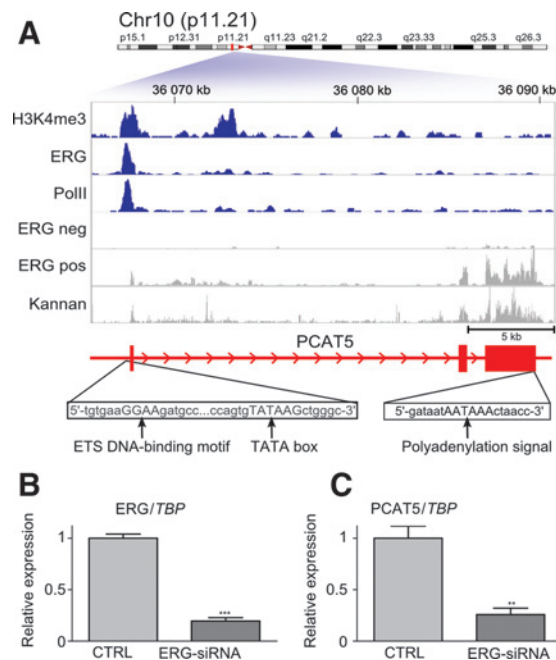 A
Chr10 (p11.21)
p15.1 p12.31 p11.21 q11.23 q21.2 q22.3 q23.33 q25.3 q26.3
36 070 kb 36 080 kb 36 090 kb
H3K4me3
ERG
PolII
ERG neg
ERG pos
Kannan
PCAT5 5 kb
5'-tgtgaaGGAAgatgcc...ccagtgTATAAGctgggc-3' 5'-gataatAATAAActaacc-3'
ETS DNA-binding motif TATA box Polyadenylation signal
B
ERG/TBP
Relative expression
1
0.5
0
***
CTRL ERG-siRNA
C
PCAT5/TBP
Relative expression
1
0.5
0
**
CTRL ERG-siRNA